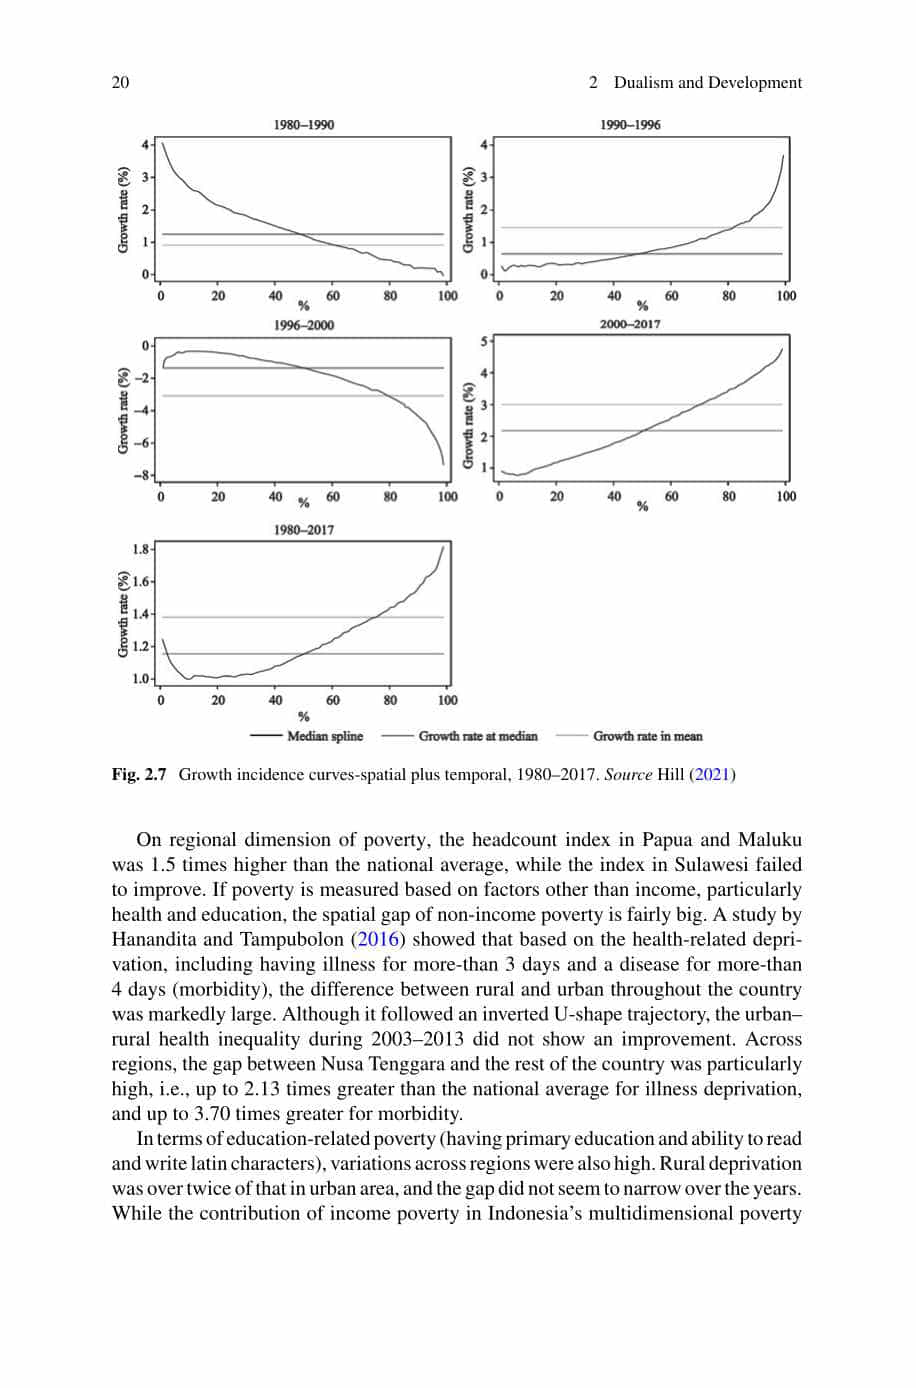 20
2 Dualism and Development
1980–1990
Growth rate (%)
4
3
2
1
0
0 20 40 60 80 100
%
1990–1996
Growth rate (%)
4
3
2
1
0
0 20 40 60 80 100
%
1996–2000
Growth rate (%)
0
−2
−4
−6
−8
0 20 40 60 80 100
%
2000–2017
Growth rate (%)
5
4
3
2
1
0 20 40 60 80 100
%
1980–2017
Growth rate (%)
1.8
1.6
1.4
1.2
1.0
0 20 40 60 80 100
%
Median spline Growth rate at median Growth rate in mean
Fig. 2.7 Growth incidence curves-spatial plus temporal, 1980–2017. Source Hill (2021)
On regional dimension of poverty, the headcount index in Papua and Maluku
was 1.5 times higher than the national average, while the index in Sulawesi failed
to improve. If poverty is measured based on factors other than income, particularly
health and education, the spatial gap of non-income poverty is fairly big. A study by
Hanandita and Tampubolon (2016) showed that based on the health-related depri-
vation, including having illness for more-than 3 days and a disease for more-than
4 days (morbidity), the difference between rural and urban throughout the country
was markedly large. Although it followed an inverted U-shape trajectory, the urban–
rural health inequality during 2003–2013 did not show an improvement. Across
regions, the gap between Nusa Tenggara and the rest of the country was particularly
high, i.e., up to 2.13 times greater than the national average for illness deprivation,
and up to 3.70 times greater for morbidity.
In terms of education-related poverty (having primary education and ability to read
and write latin characters), variations across regions were also high. Rural deprivation
was over twice of that in urban area, and the gap did not seem to narrow over the years.
While the contribution of income poverty in Indonesia's multidimensional poverty